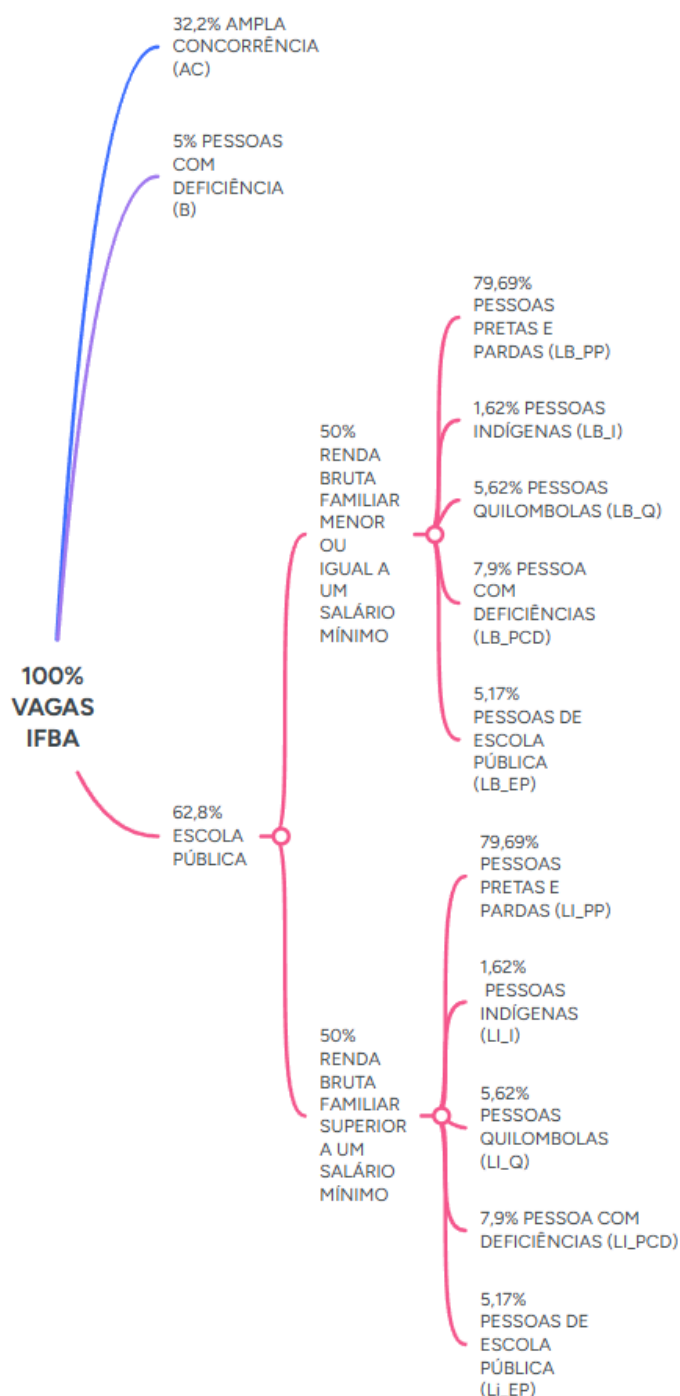 32,2% AMPLA
CONCORRÊNCIA
(AC)
5% PESSOAS
COM
DEFICIÊNCIA
(B)
100%
VAGAS
IFBA
62,8%
ESCOLA
PÚBLICA
50%
RENDA
BRUTA
FAMILIAR
MENOR
OU
IGUAL A
UM
SALÁRIO
MÍNIMO
79,69%
PESSOAS
PRETAS E
PARDAS (LB_PP)
1,62% PESSOAS
INDÍGENAS (LB_I)
5,62% PESSOAS
QUILOMBOLAS (LB_Q)
7,9% PESSOA
COM
DEFICIÊNCIAS
(LB_PCD)
5,17%
PESSOAS DE
ESCOLA
PÚBLICA
(LB_EP)
50%
RENDA
BRUTA
FAMILIAR
SUPERIOR
A UM
SALÁRIO
MÍNIMO
79,69%
PESSOAS
PRETAS E
PARDAS (LI_PP)
1,62%
PESSOAS
INDÍGENAS
(LI_I)
5,62%
PESSOAS
QUILOMBOLAS
(LI_Q)
7,9% PESSOA COM
DEFICIÊNCIAS (LI_PCD)
5,17%
PESSOAS DE
ESCOLA
PÚBLICA
(Li_EP)